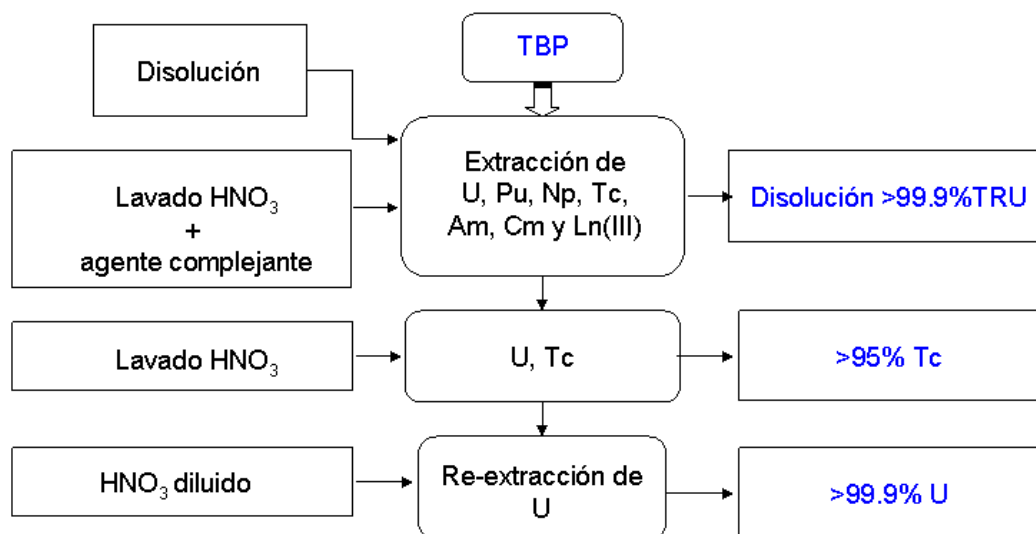 TBP
Disolución
Extracción de
U, Pu, Np, Tc,
Am, Cm y Ln(III)
Lavado HNO₃
+
agente complejante
Disolución >99.9%TRU
Lavado HNO₃
U, Tc
>95% Tc
HNO₃ diluido
Re-extracción de
U
>99.9% U